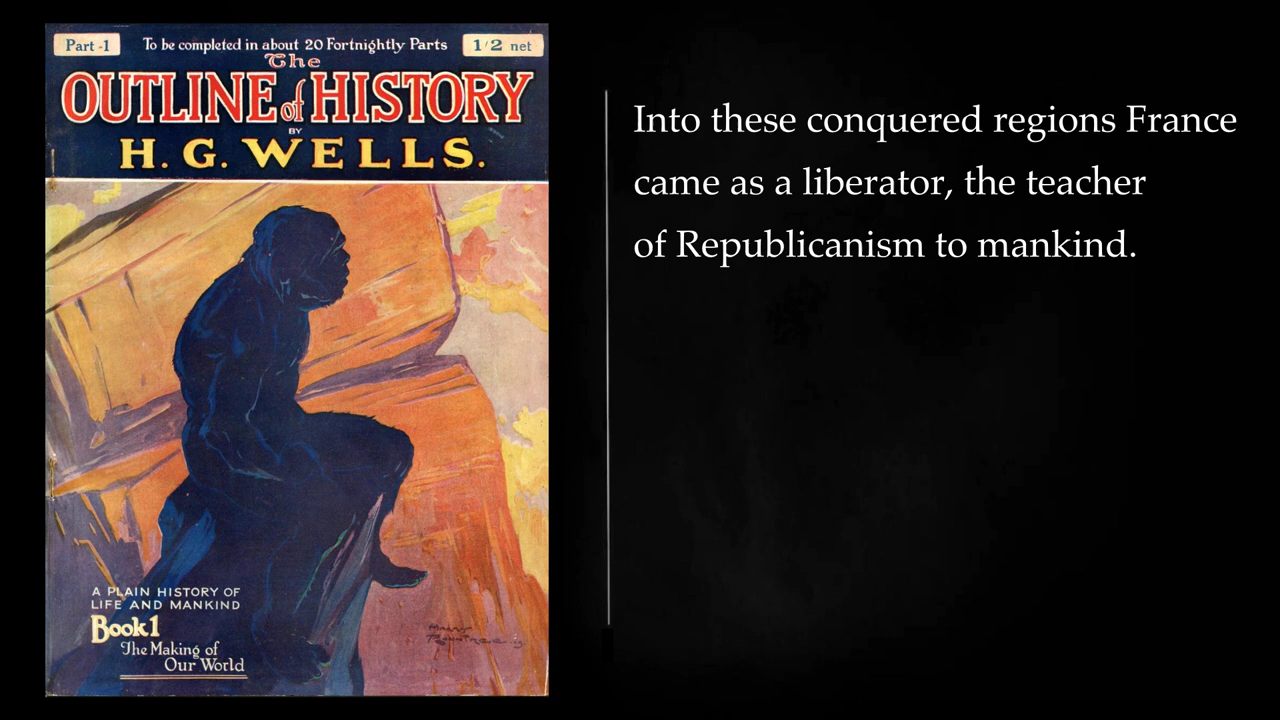 Part -1
To be completed in about 20 Fortnightly Parts
1/2 net
The
OUTLINE of HISTORY
BY
H. G. WELLS.
A PLAIN HISTORY OF
LIFE AND MANKIND
Book 1
The Making of
Our World
Into these conquered regions France
came as a liberator, the teacher
of Republicanism to mankind.